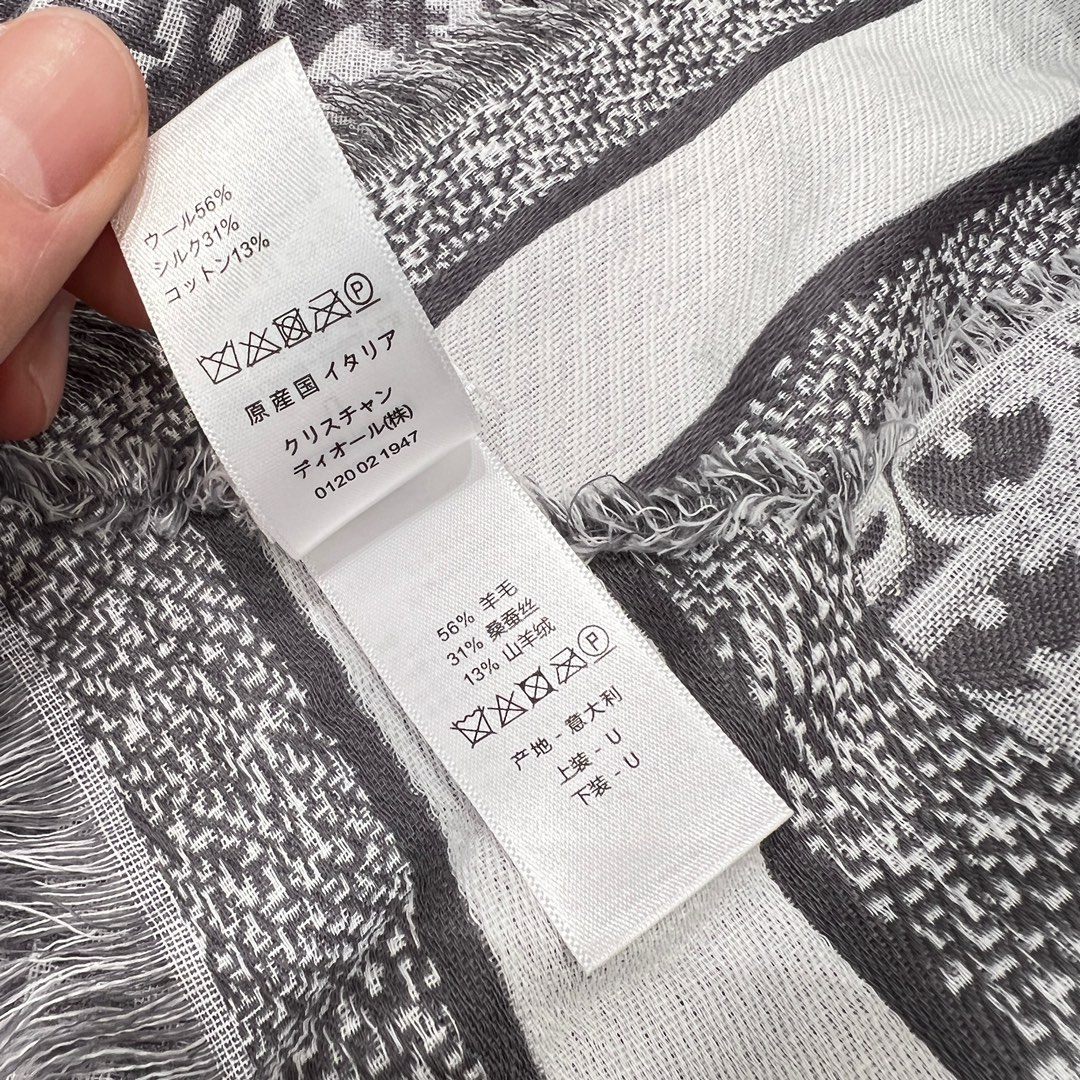 ウール56%
シルク31%
コットン13%
P
原産国 イタリア
クリスチャン
ディオール(株)
0120 02 1947
56% 羊毛
31% 桑蚕丝
13% 山羊绒
P
产地 - 意大利
上装 - U
下装 - U